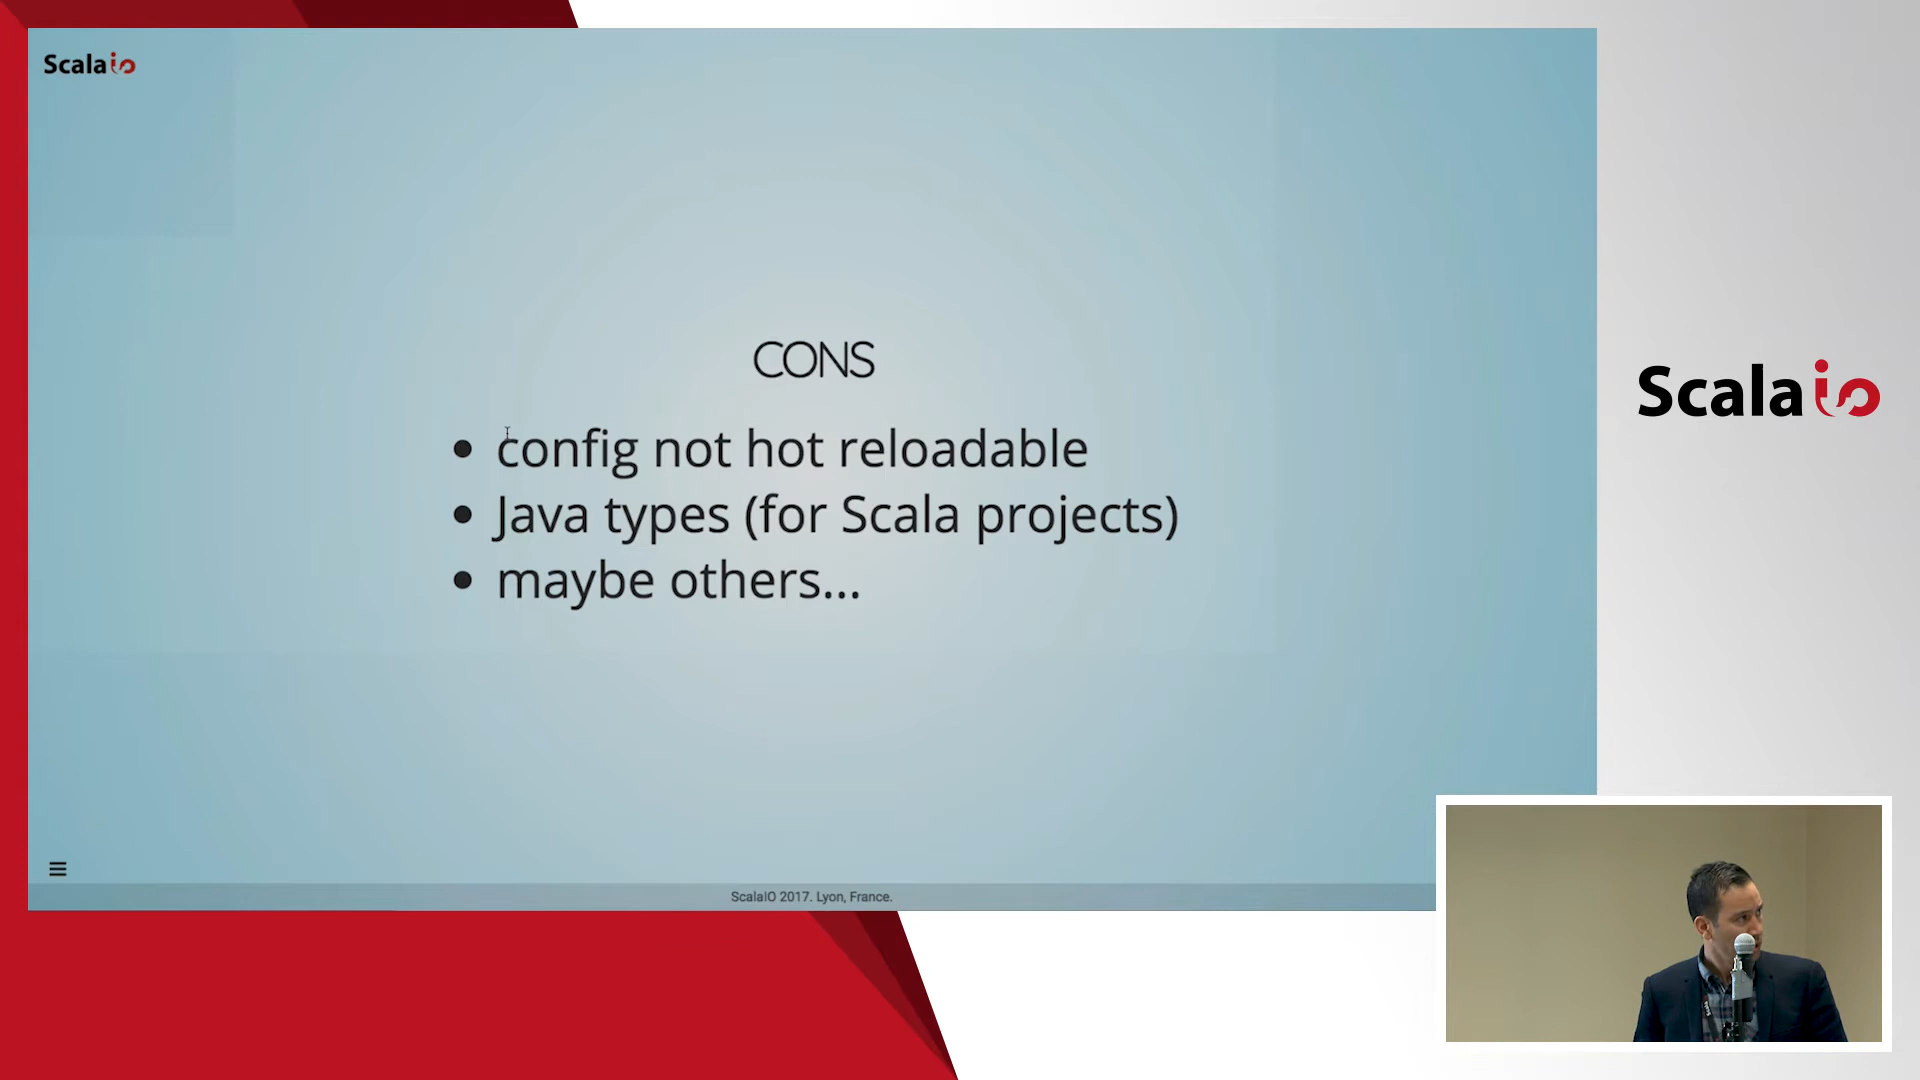 Scalaio
CONS
config not hot reloadable
Java types (for Scala projects)
maybe others...
ScalaIO 2017. Lyon, France.
Scalaio